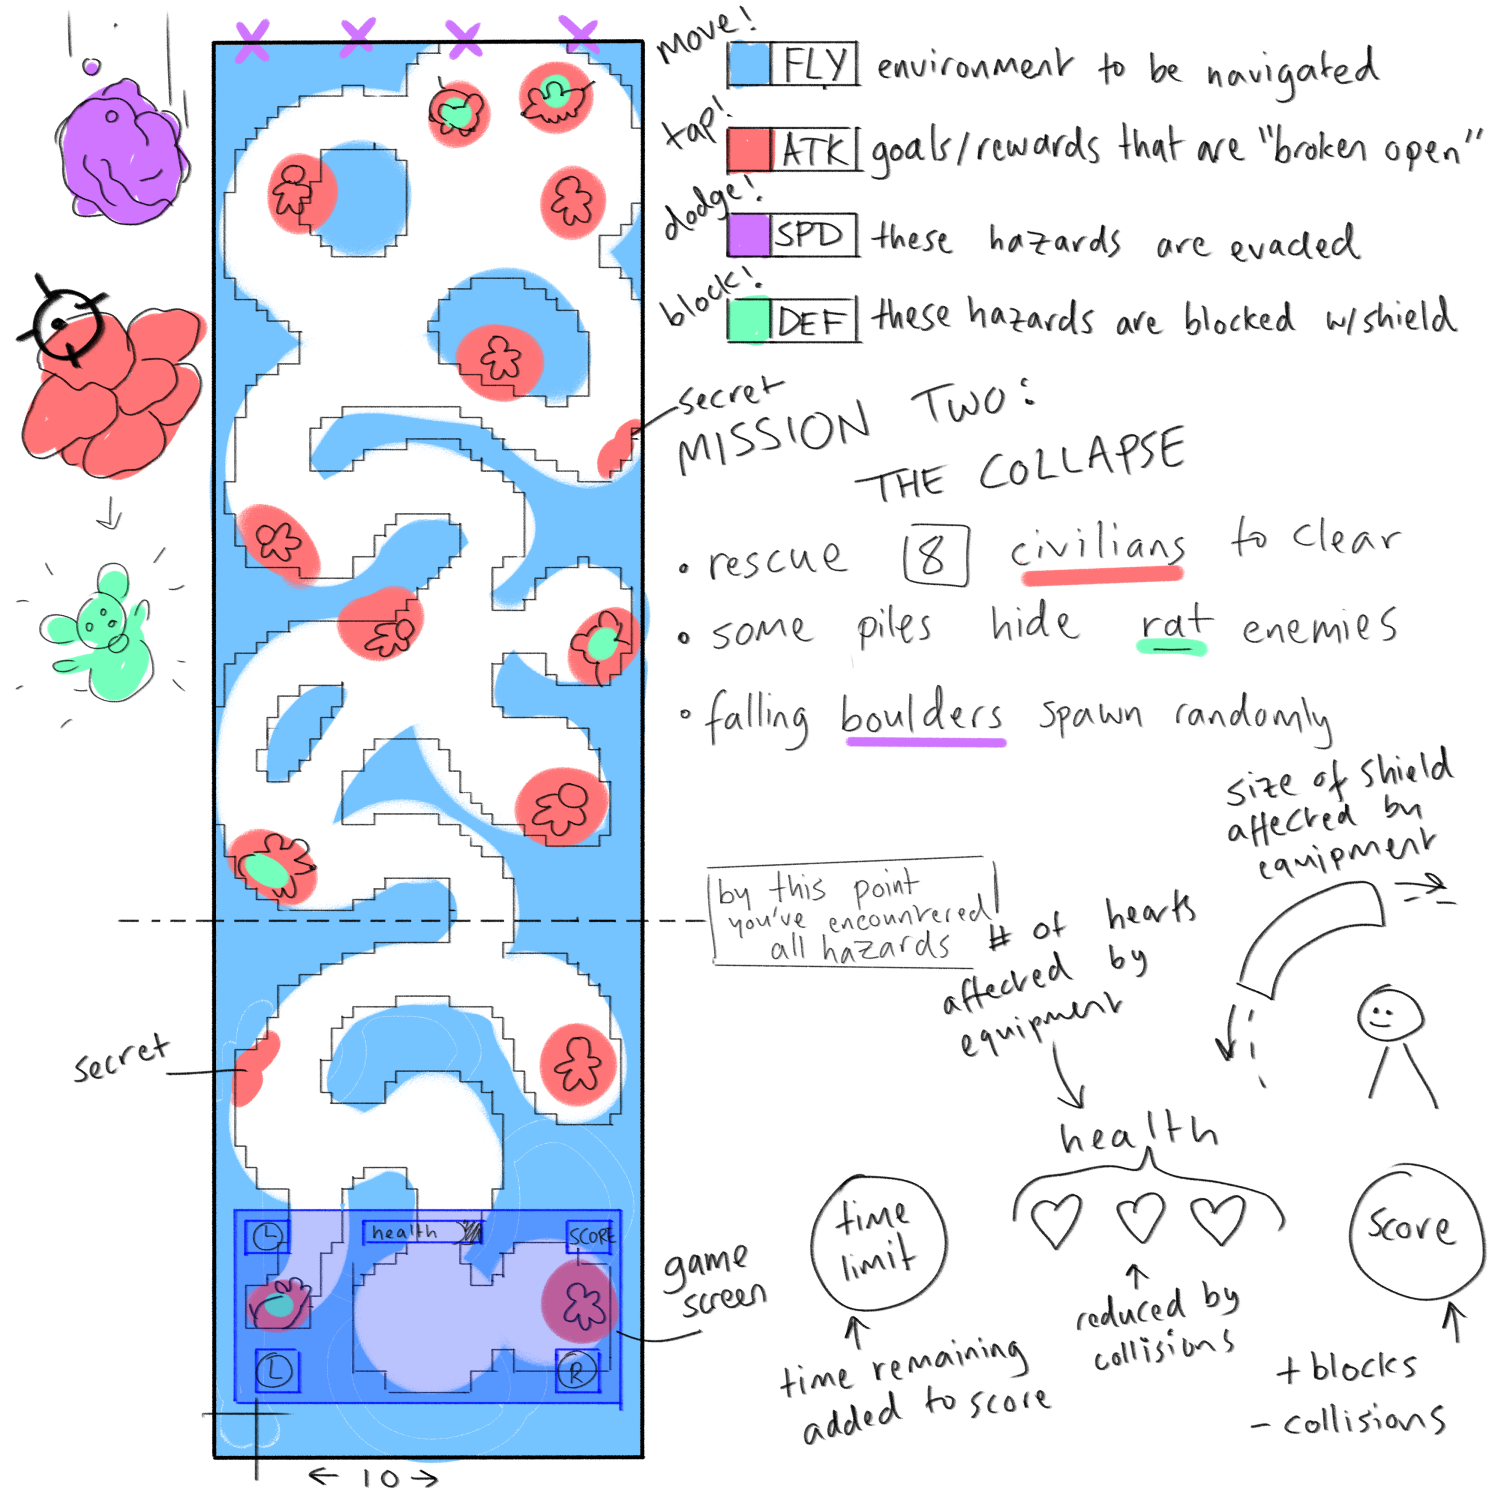 move!
FLY environment to be navigated
tap!
ATK goals/rewards that are "broken open"
dodge!
SPD these hazards are evaded
block!
DEF these hazards are blocked w/shield
secret
MISSION TWO:
THE COLLAPSE
• rescue 8 civilians to clear
• some piles hide rat enemies
• falling boulders spawn randomly
size of shield
affected by
equipment
by this point
you've encountered
all hazards
# of hearts
affected by
equipment
secret
health
time
limit
score
L
health
SCORE
game
screen
L
R
reduced by
collisions
time remaining
added to score
+ blocks
- collisions
← 10 →